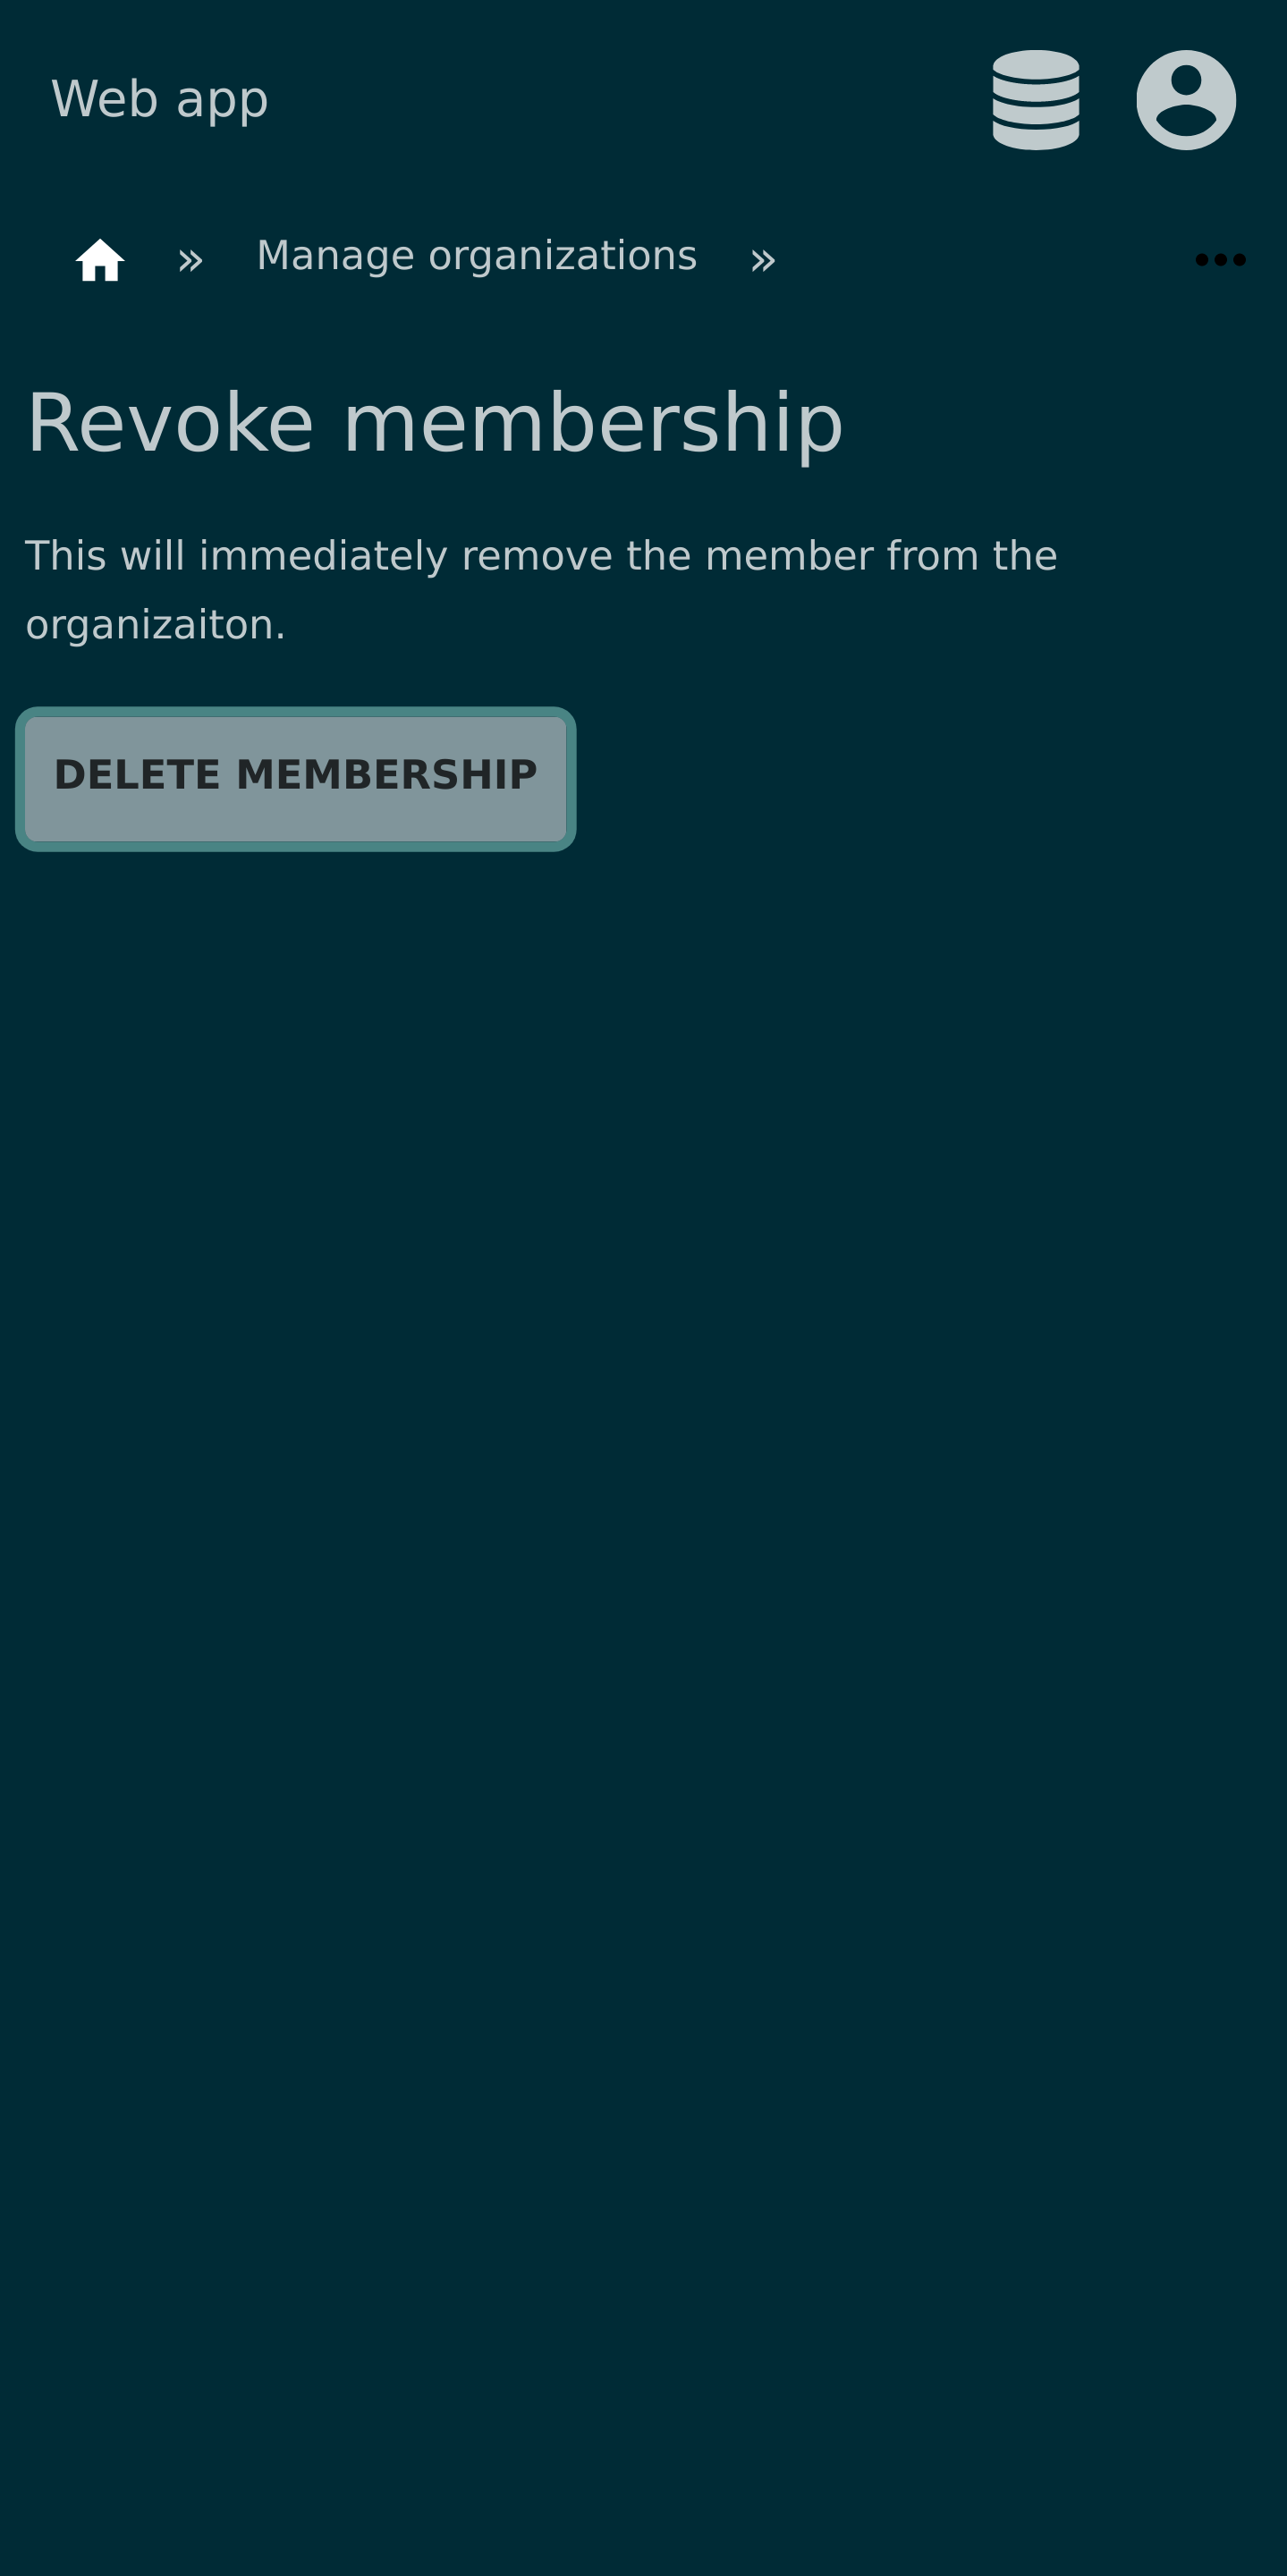 Web app
» Manage organizations »
Revoke membership
This will immediately remove the member from the
organizaiton.
DELETE MEMBERSHIP